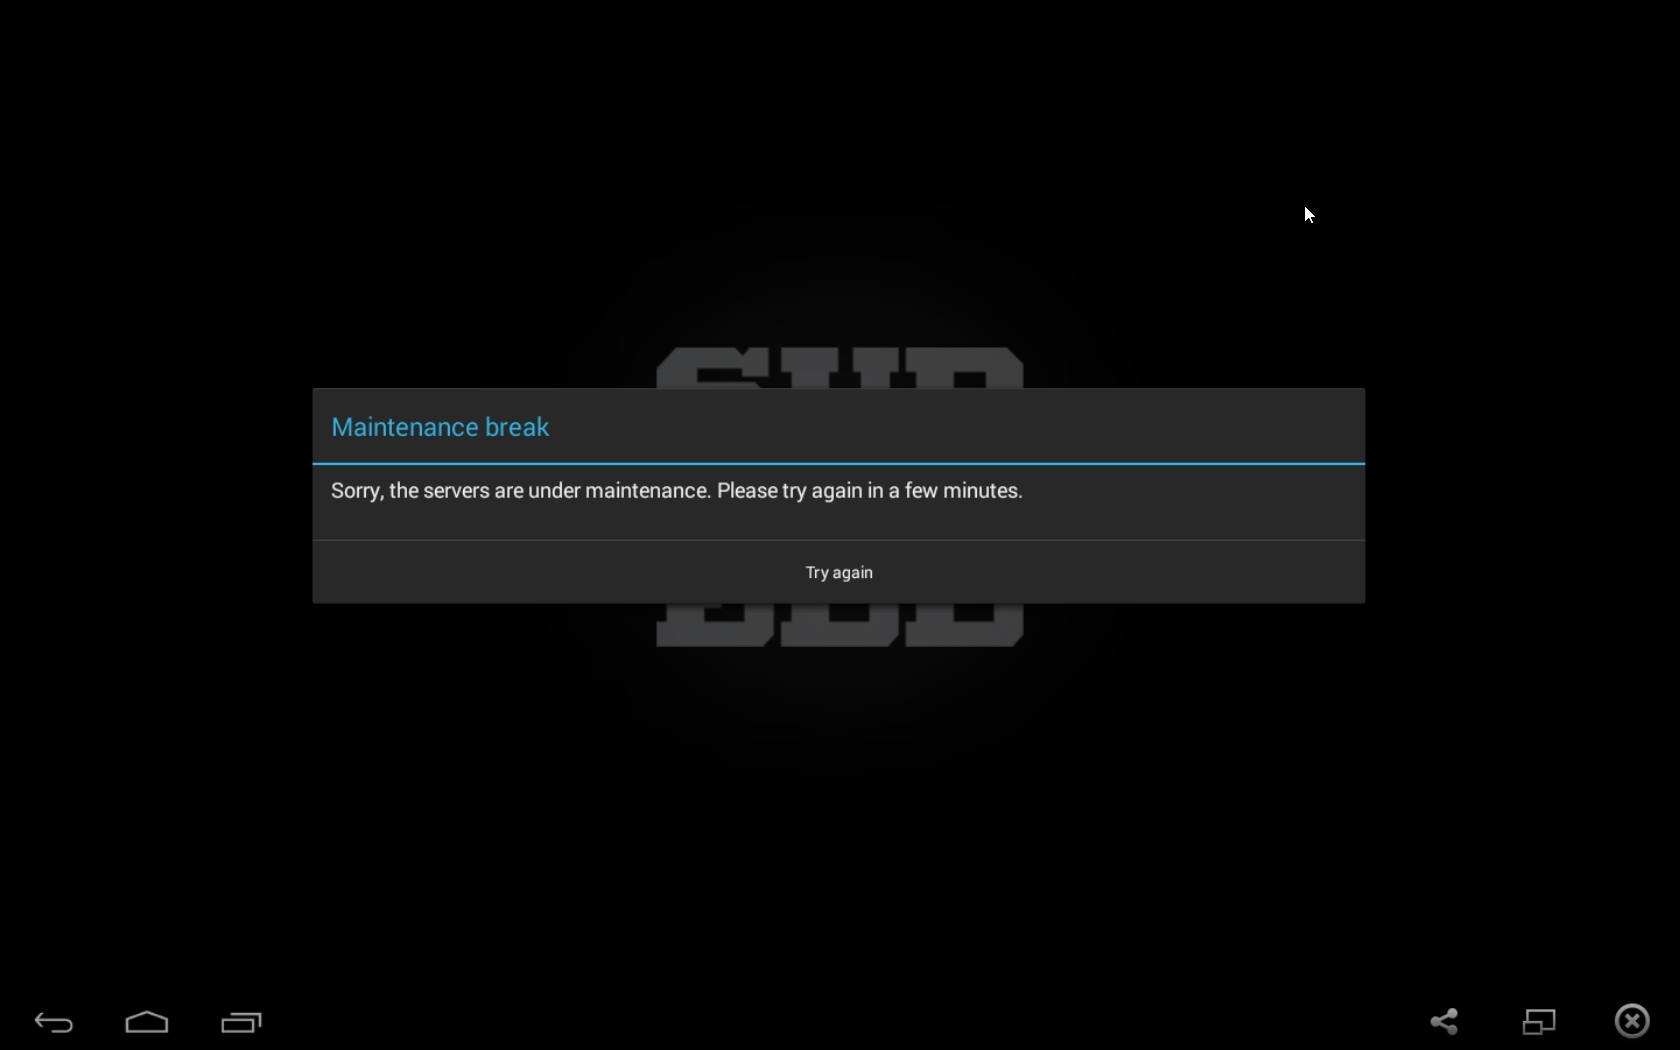 Maintenance break
Sorry, the servers are under maintenance. Please try again in a few minutes.
Try again